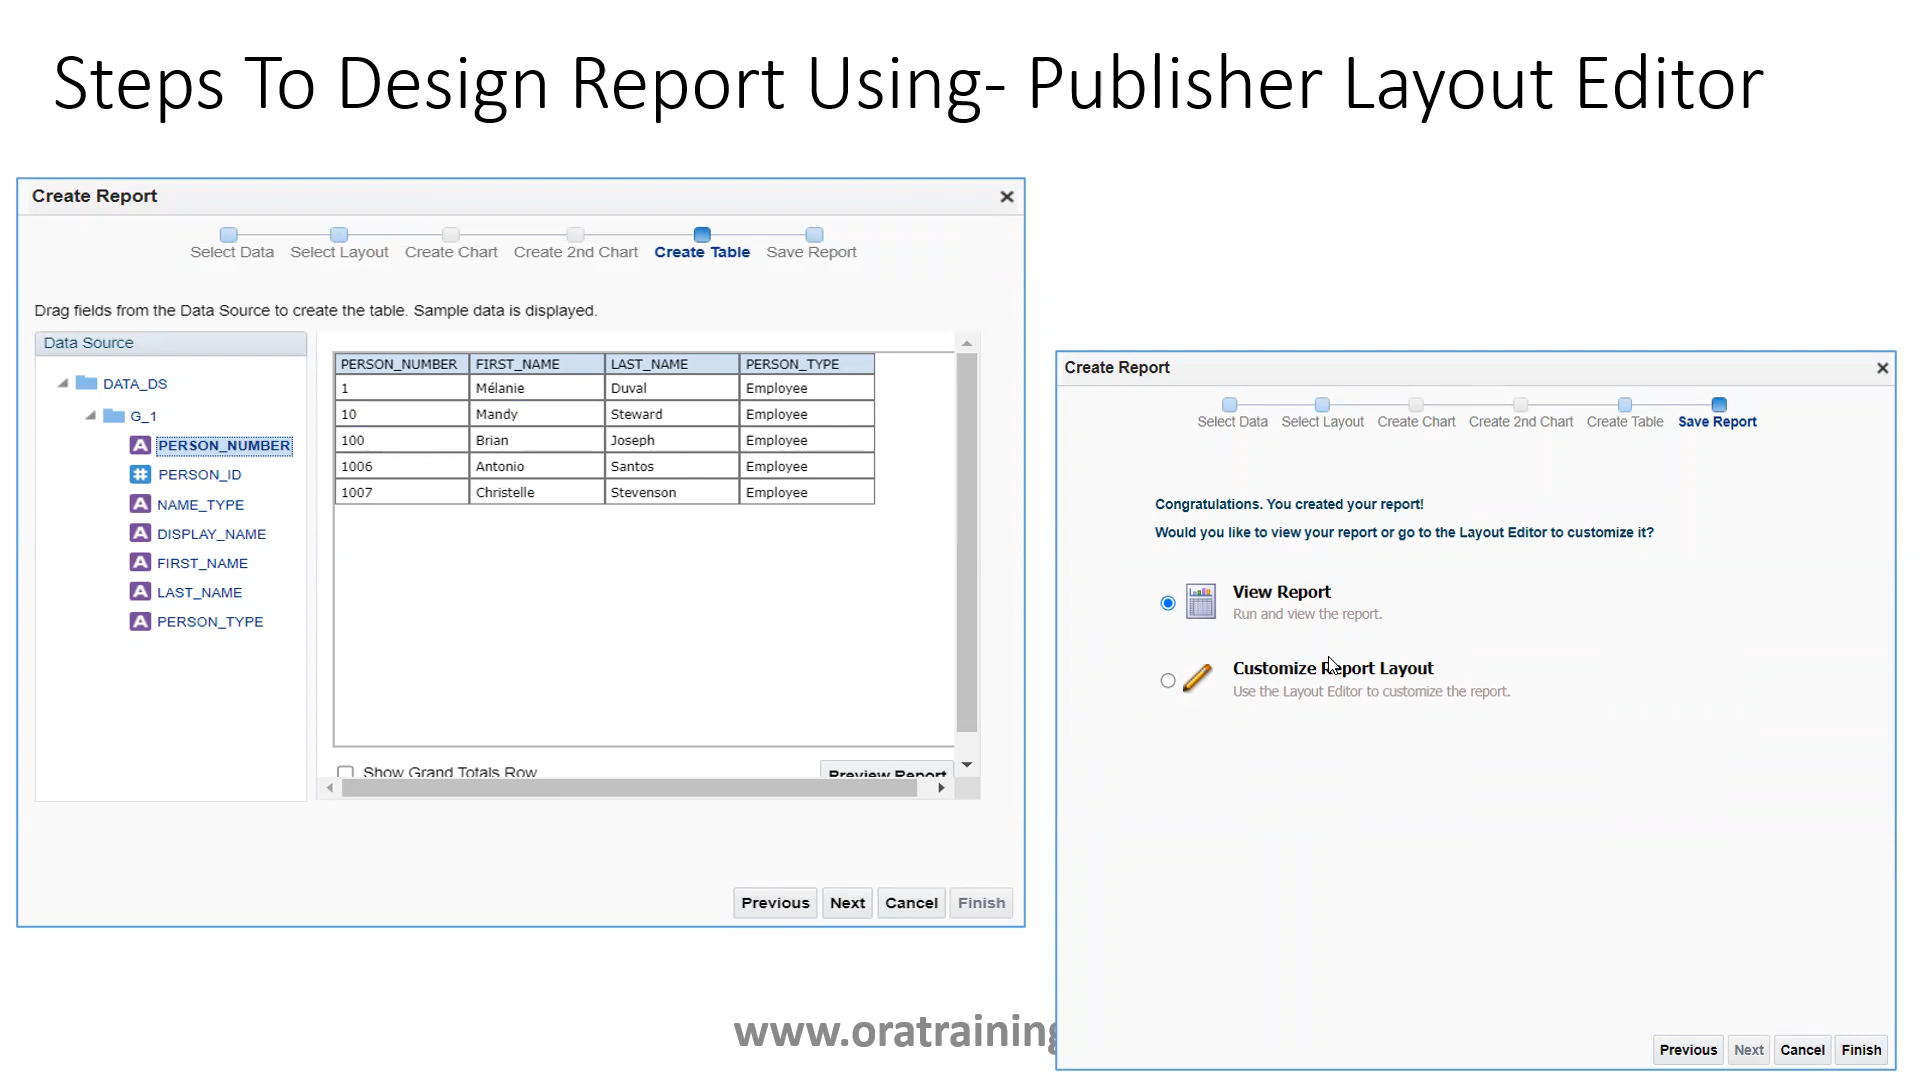 Steps To Design Report Using- Publisher Layout Editor
Create Report
Select Data Select Layout Create Chart Create 2nd Chart Create Table Save Report
Drag fields from the Data Source to create the table. Sample data is displayed.
Data Source
DATA_DS
G_1
PERSON_NUMBER
PERSON_ID
NAME_TYPE
DISPLAY_NAME
FIRST_NAME
LAST_NAME
PERSON_TYPE
PERSON_NUMBER FIRST_NAME LAST_NAME PERSON_TYPE
1 Mélanie Duval Employee
10 Mandy Steward Employee
100 Brian Joseph Employee
1006 Antonio Santos Employee
1007 Christelle Stevenson Employee
Show Grand Totals Row Preview Report
Previous Next Cancel Finish
Create Report
Select Data Select Layout Create Chart Create 2nd Chart Create Table Save Report
Congratulations. You created your report!
Would you like to view your report or go to the Layout Editor to customize it?
View Report
Run and view the report.
Customize Report Layout
Use the Layout Editor to customize the report.
Previous Next Cancel Finish
www.oratraining